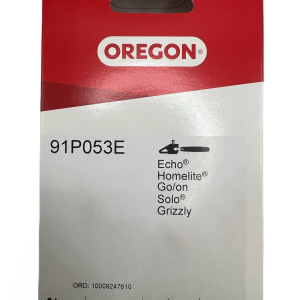 OREGON®
91P053E
Echo®
Homelite®
Go/on
Solo®
Grizzly
ORD. 10009247610